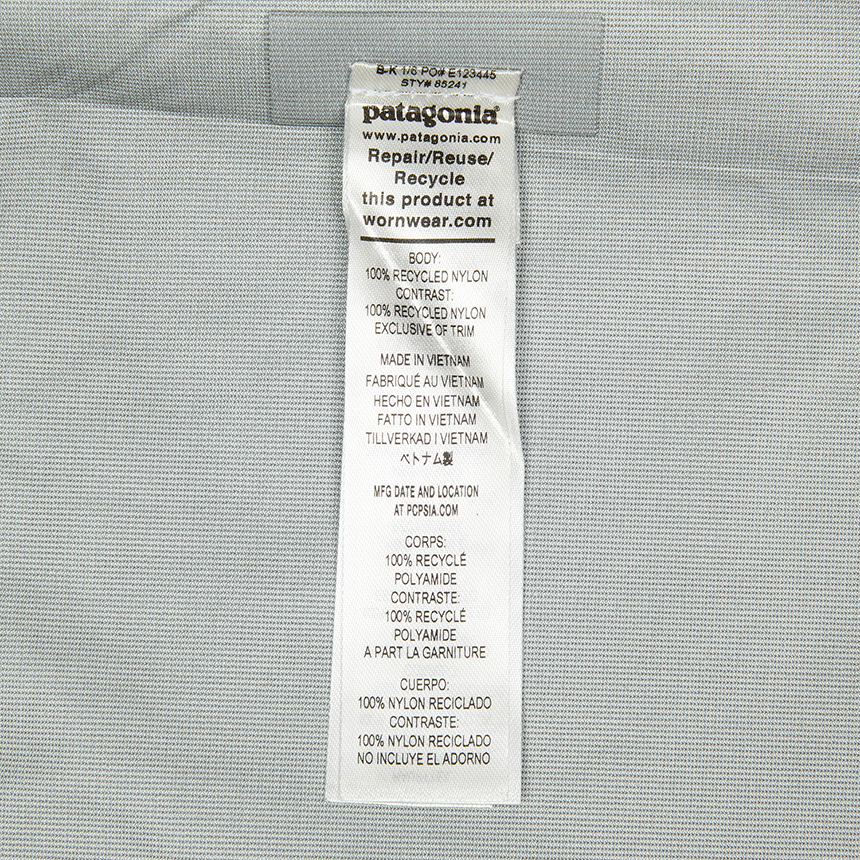 B-K 1/6 PO# E123445
STY# 85241
patagonia®
www.patagonia.com
Repair/Reuse/
Recycle
this product at
wornwear.com
BODY:
100% RECYCLED NYLON
CONTRAST:
100% RECYCLED NYLON
EXCLUSIVE OF TRIM
MADE IN VIETNAM
FABRIQUÉ AU VIETNAM
HECHO EN VIETNAM
FATTO IN VIETNAM
TILLVERKAD I VIETNAM
ベトナム製
MFG DATE AND LOCATION
AT PCPSIA.COM
CORPS:
100% RECYCLÉ
POLYAMIDE
CONTRASTE:
100% RECYCLÉ
POLYAMIDE
A PART LA GARNITURE
CUERPO:
100% NYLON RECICLADO
CONTRASTE:
100% NYLON RECICLADO
NO INCLUYE EL ADORNO